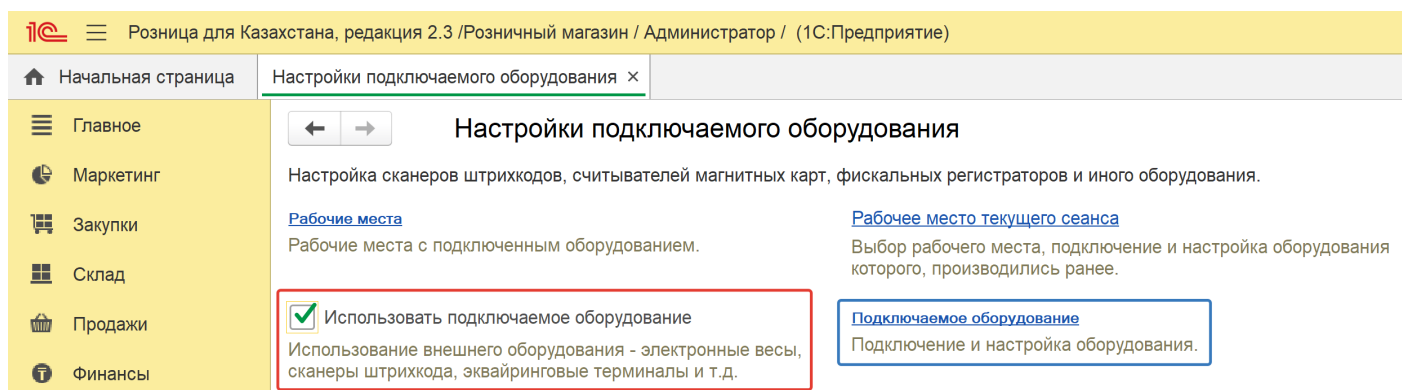 1С Розница для Казахстана, редакция 2.3 /Розничный магазин / Администратор / (1С:Предприятие)
Начальная страница
Настройки подключаемого оборудования ×
Главное
Маркетинг
Закупки
Склад
Продажи
Финансы
Настройки подключаемого оборудования
Настройка сканеров штрихкодов, считывателей магнитных карт, фискальных регистраторов и иного оборудования.
Рабочие места
Рабочие места с подключенным оборудованием.
Рабочее место текущего сеанса
Выбор рабочего места, подключение и настройка оборудования
которого, производились ранее.
Использовать подключаемое оборудование
Использование внешнего оборудования - электронные весы,
сканеры штрихкода, эквайринговые терминалы и т.д.
Подключаемое оборудование
Подключение и настройка оборудования.